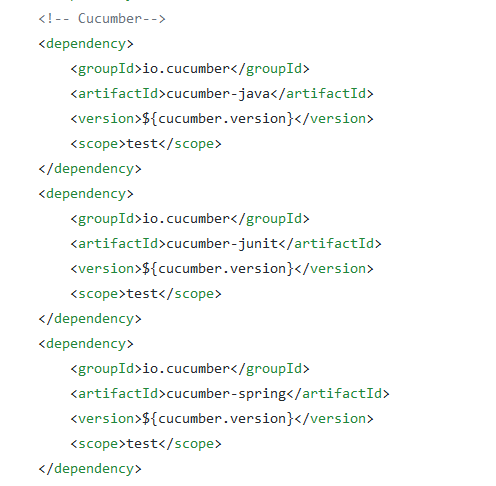 <!-- Cucumber-->
<dependency>
<groupId>io.cucumber</groupId>
<artifactId>cucumber-java</artifactId>
<version>${cucumber.version}</version>
<scope>test</scope>
</dependency>
<dependency>
<groupId>io.cucumber</groupId>
<artifactId>cucumber-junit</artifactId>
<version>${cucumber.version}</version>
<scope>test</scope>
</dependency>
<dependency>
<groupId>io.cucumber</groupId>
<artifactId>cucumber-spring</artifactId>
<version>${cucumber.version}</version>
<scope>test</scope>
</dependency>